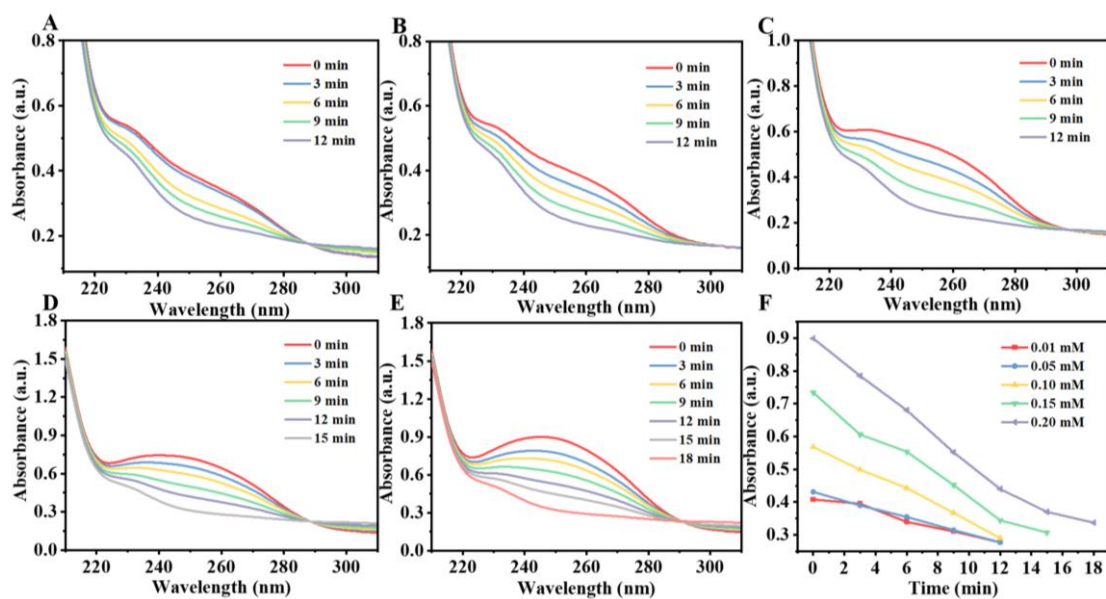 A
Absorbance (a.u.)
0.8
0.6
0.4
0.2
0 min
3 min
6 min
9 min
12 min
220 240 260 280 300
Wavelength (nm)
B
Absorbance (a.u.)
0.8
0.6
0.4
0.2
0 min
3 min
6 min
9 min
12 min
220 240 260 280 300
Wavelength (nm)
C
Absorbance (a.u.)
1.0
0.8
0.6
0.4
0.2
0.0
0 min
3 min
6 min
9 min
12 min
220 240 260 280 300
Wavelength (nm)
D
Absorbance (a.u.)
1.8
1.5
1.2
0.9
0.6
0.3
0.0
0 min
3 min
6 min
9 min
12 min
15 min
220 240 260 280 300
Wavelength (nm)
E
Absorbance (a.u.)
1.8
1.5
1.2
0.9
0.6
0.3
0.0
0 min
3 min
6 min
9 min
12 min
15 min
18 min
220 240 260 280 300
Wavelength (nm)
F
Absorbance (a.u.)
0.9
0.8
0.7
0.6
0.5
0.4
0.3
0.01 mM
0.05 mM
0.10 mM
0.15 mM
0.20 mM
0 2 4 6 8 10 12 14 16 18
Time (min)